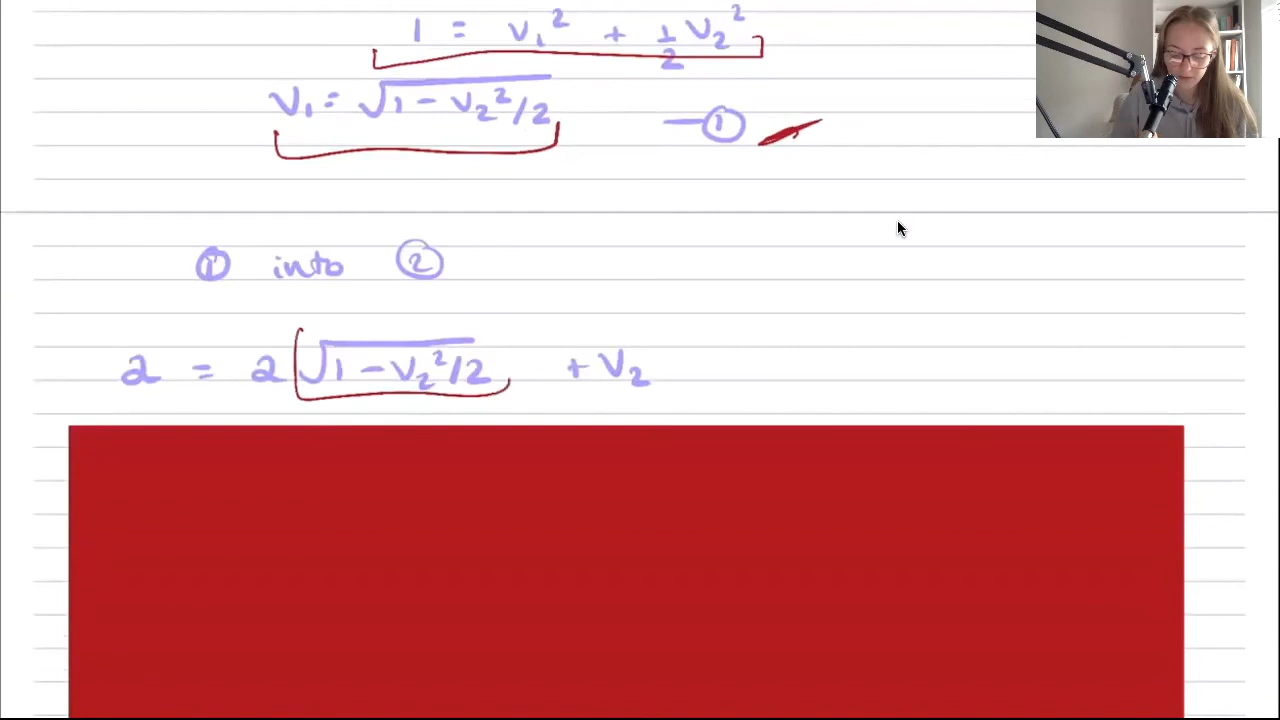 1 = v₁² + ½v₂²
v₁ = √1 - v₂²/2 — ①
① into ②
2 = 2 √1 - v₂²/2 + v₂